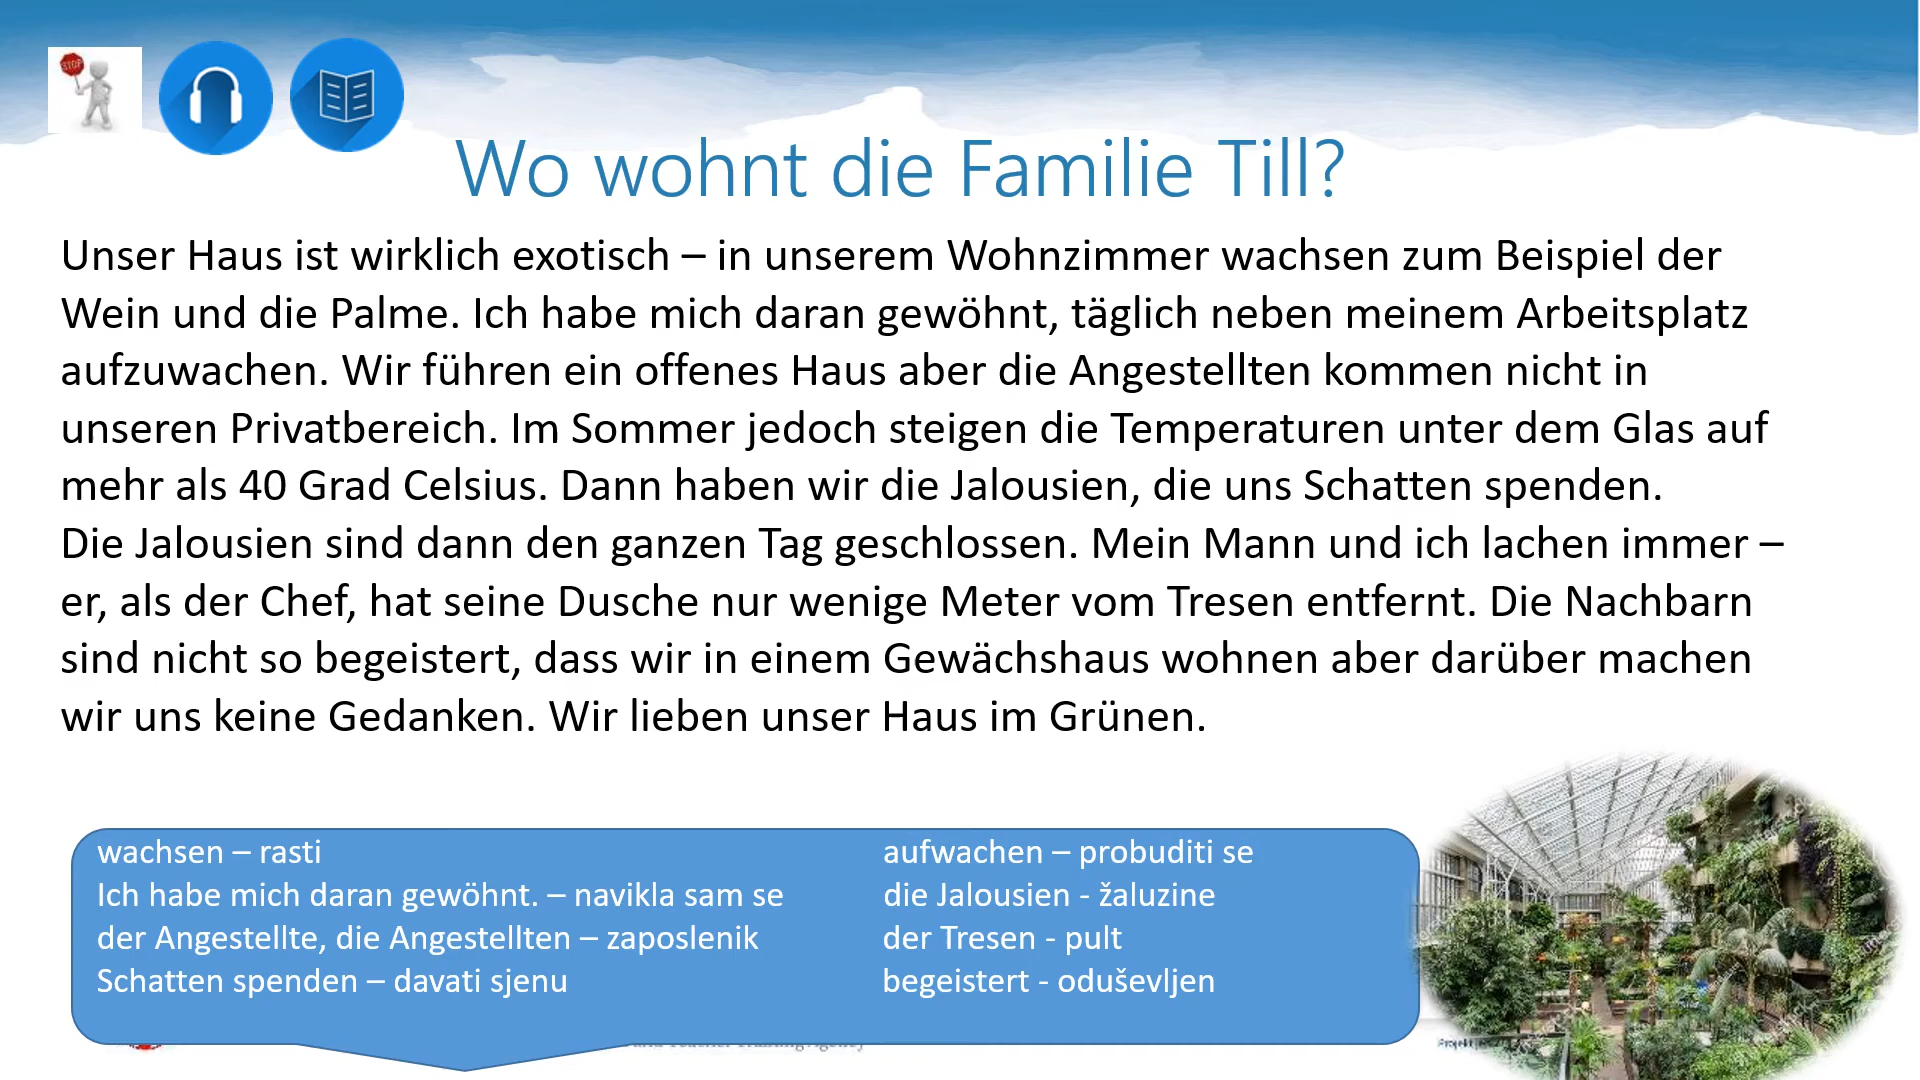 STOP
Wo wohnt die Familie Till?
Unser Haus ist wirklich exotisch – in unserem Wohnzimmer wachsen zum Beispiel der
Wein und die Palme. Ich habe mich daran gewöhnt, täglich neben meinem Arbeitsplatz
aufzuwachen. Wir führen ein offenes Haus aber die Angestellten kommen nicht in
unseren Privatbereich. Im Sommer jedoch steigen die Temperaturen unter dem Glas auf
mehr als 40 Grad Celsius. Dann haben wir die Jalousien, die uns Schatten spenden.
Die Jalousien sind dann den ganzen Tag geschlossen. Mein Mann und ich lachen immer –
er, als der Chef, hat seine Dusche nur wenige Meter vom Tresen entfernt. Die Nachbarn
sind nicht so begeistert, dass wir in einem Gewächshaus wohnen aber darüber machen
wir uns keine Gedanken. Wir lieben unser Haus im Grünen.
wachsen – rasti
Ich habe mich daran gewöhnt. – navikla sam se
der Angestellte, die Angestellten – zaposlenik
Schatten spenden – davati sjenu
aufwachen – probuditi se
die Jalousien - žaluzine
der Tresen - pult
begeistert - oduševljen
Projekt